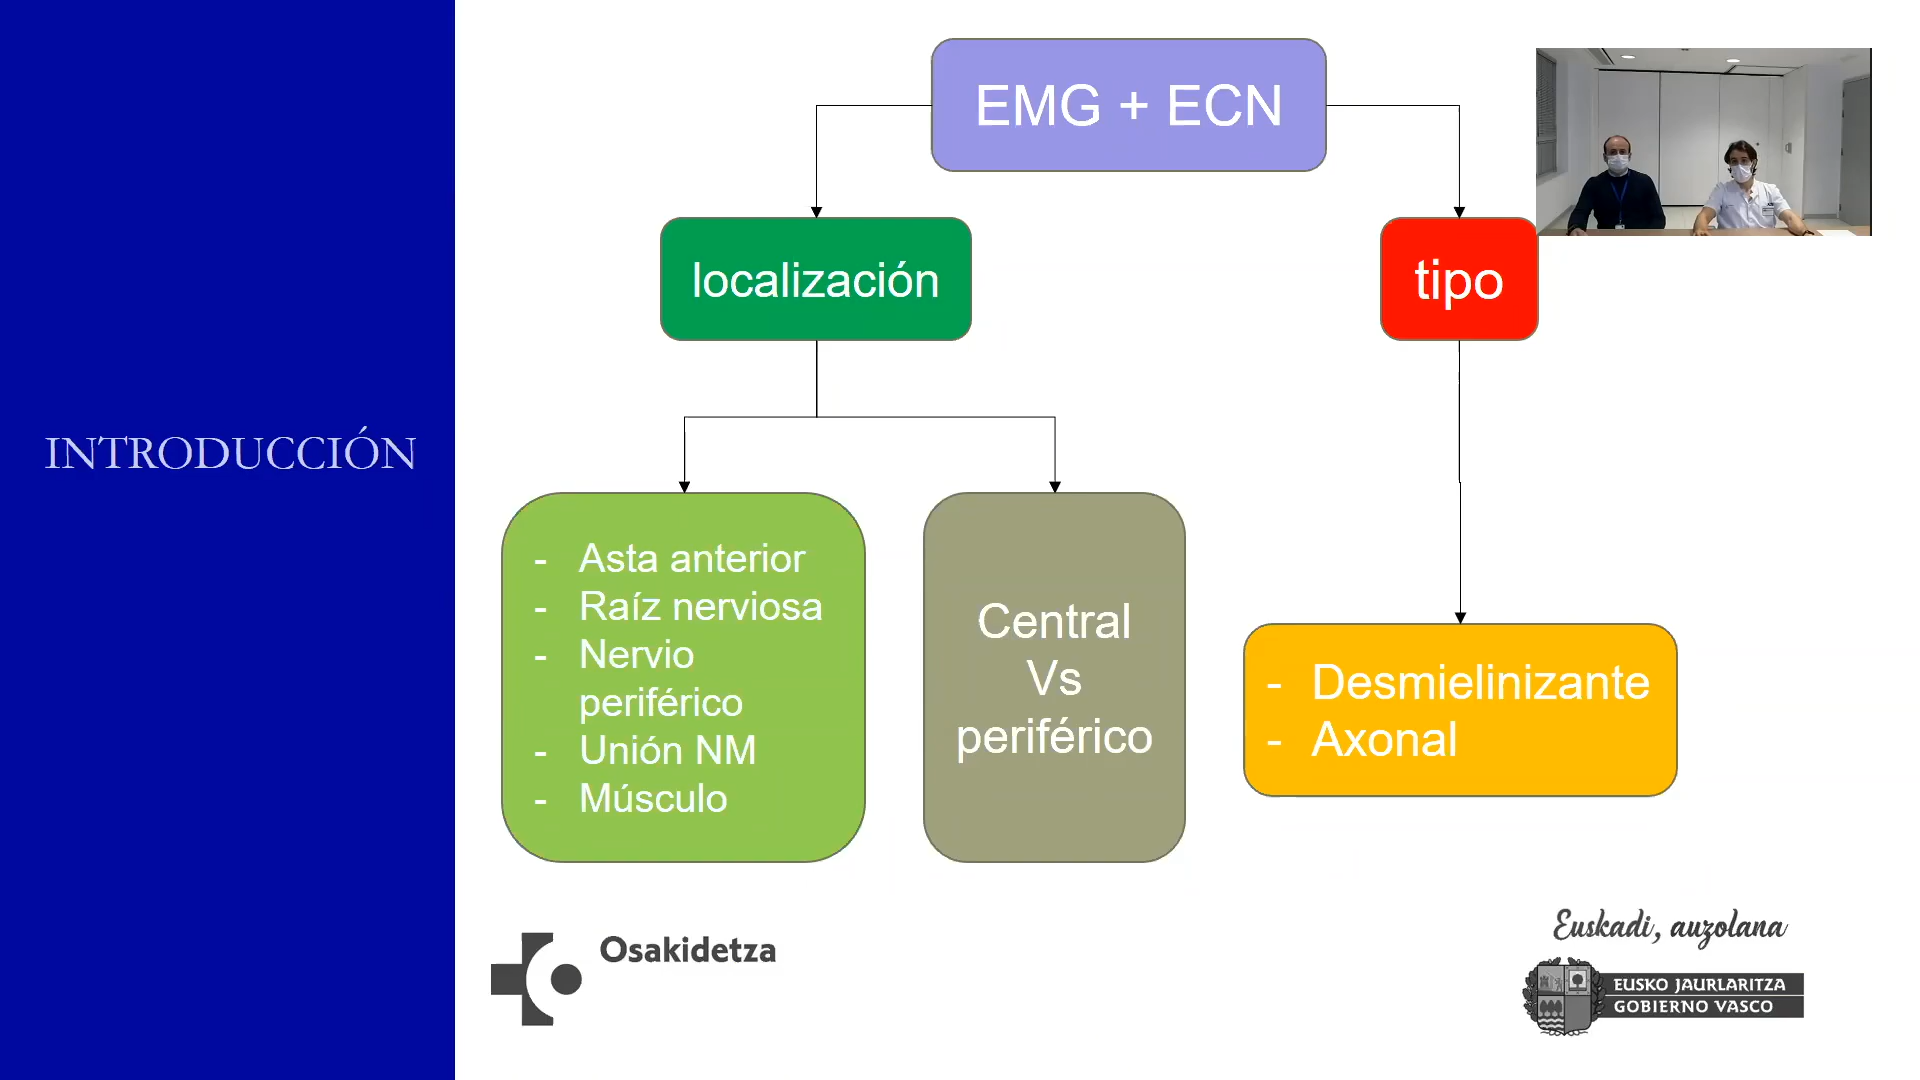 INTRODUCCIÓN
EMG + ECN
localización
tipo
- Asta anterior
- Raíz nerviosa
- Nervio
periférico
- Unión NM
- Músculo
Central
Vs
periférico
- Desmielinizante
- Axonal
Osakidetza
Euskadi, auzolana
EUSKO JAURLARITZA
GOBIERNO VASCO